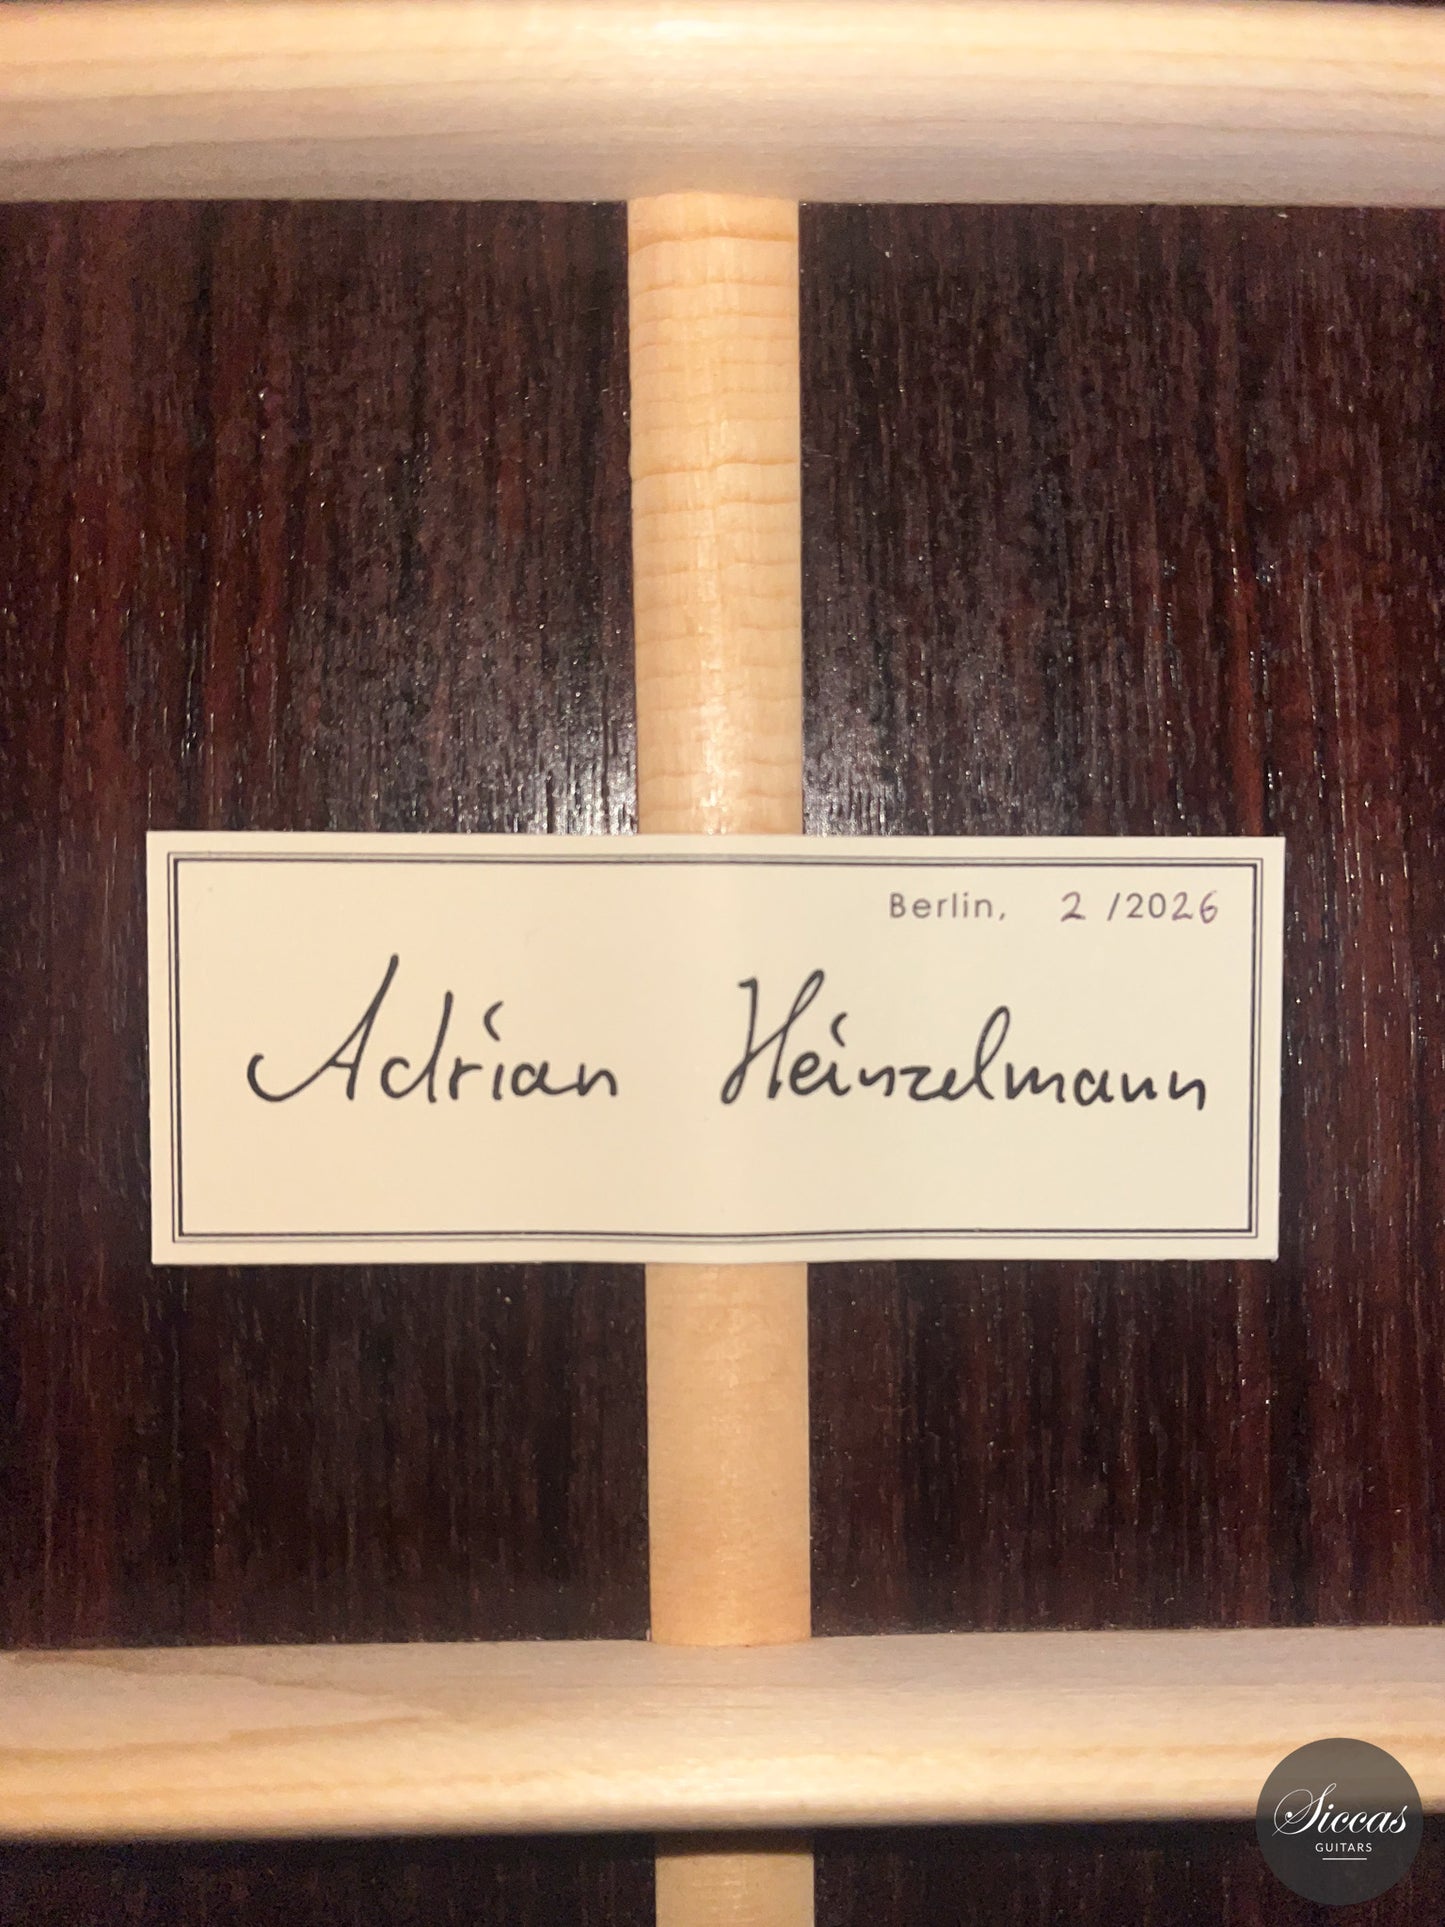 Berlin, 2 /2026
Adrian Heinzelmann
Siccas
GUITARS